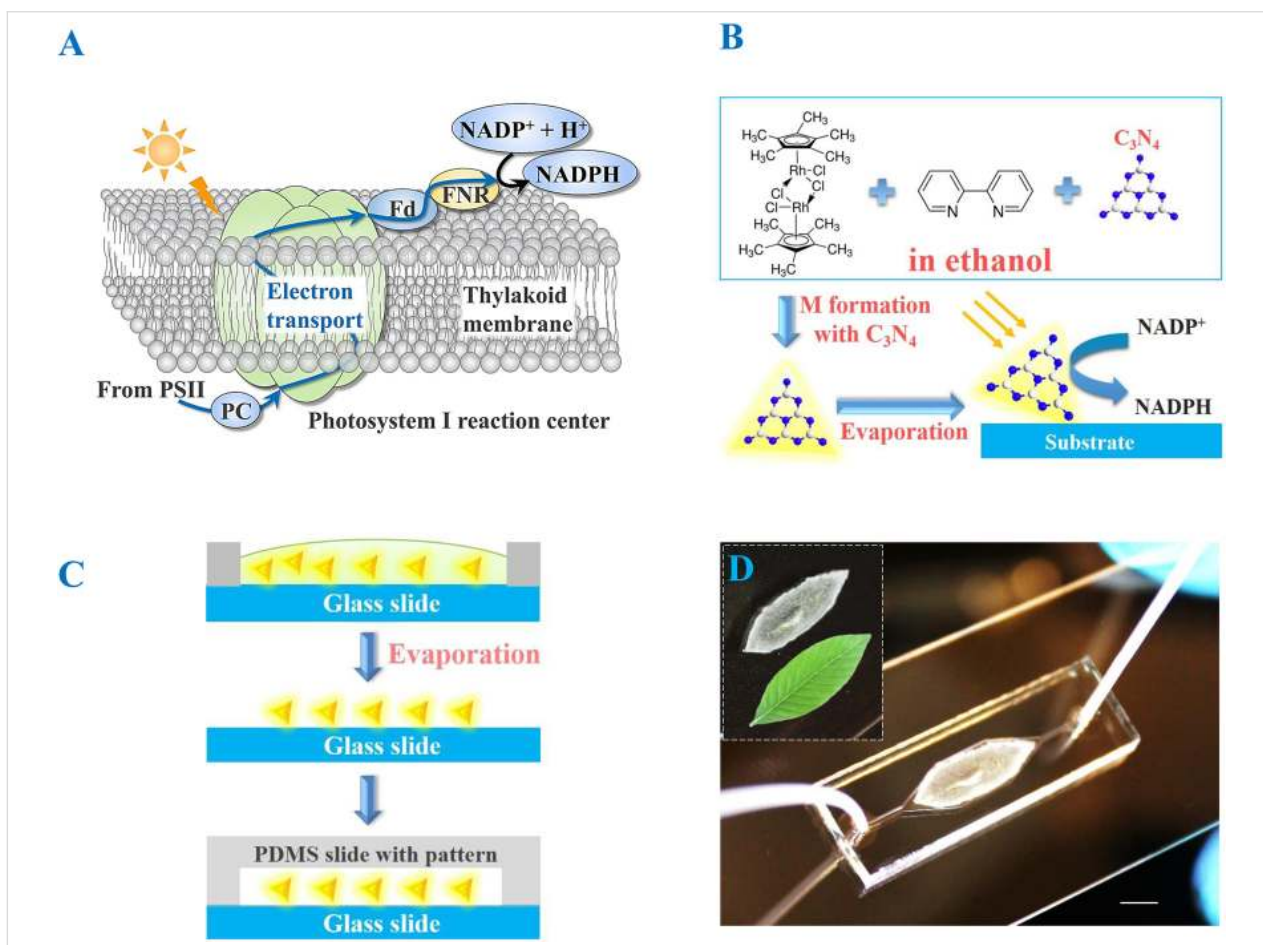 A
NADP⁺ + H⁺
NADPH
FNR
Fd
Electron
transport
Thylakoid
membrane
From PSII
PC
Photosystem I reaction center
B
CH₃
H₃C
CH₃
H₃C
CH₃
Rh-Cl
Cl
Cl
Cl
Rh
H₃C
CH₃
H₃C
CH₃
CH₃
N
N
C₃N₄
in ethanol
M formation
with C₃N₄
Evaporation
NADP⁺
NADPH
Substrate
C
Glass slide
Evaporation
Glass slide
PDMS slide with pattern
Glass slide
D